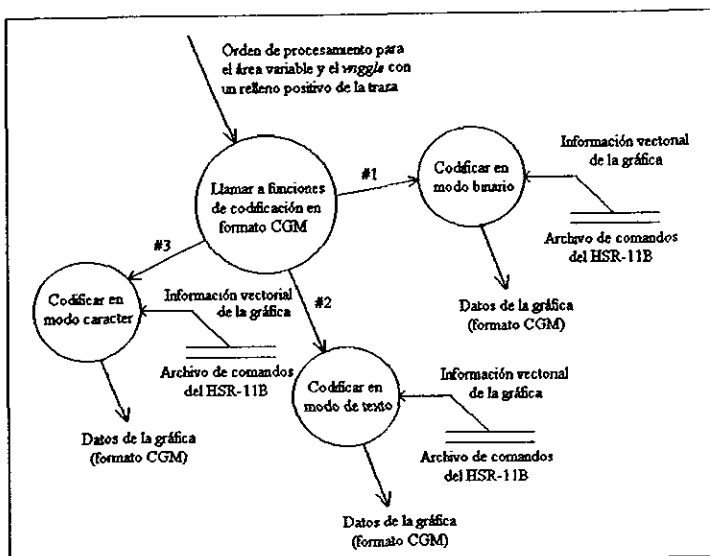 Orden de procesamiento para
el área variable y el wiggle con
un relleno positivo de la traza
Llamar a funciones
de codificación en
formato CGM
#1
Codificar en
modo binario
Información vectorial
de la gráfica
Archivo de comandos
del HSR-11B
Datos de la gráfica
(formato CGM)
#3
Codificar en
modo caracter
Información vectorial
de la gráfica
Archivo de comandos
del HSR-11B
Datos de la gráfica
(formato CGM)
#2
Codificar en
modo de texto
Información vectorial
de la gráfica
Archivo de comandos
del HSR-11B
Datos de la gráfica
(formato CGM)